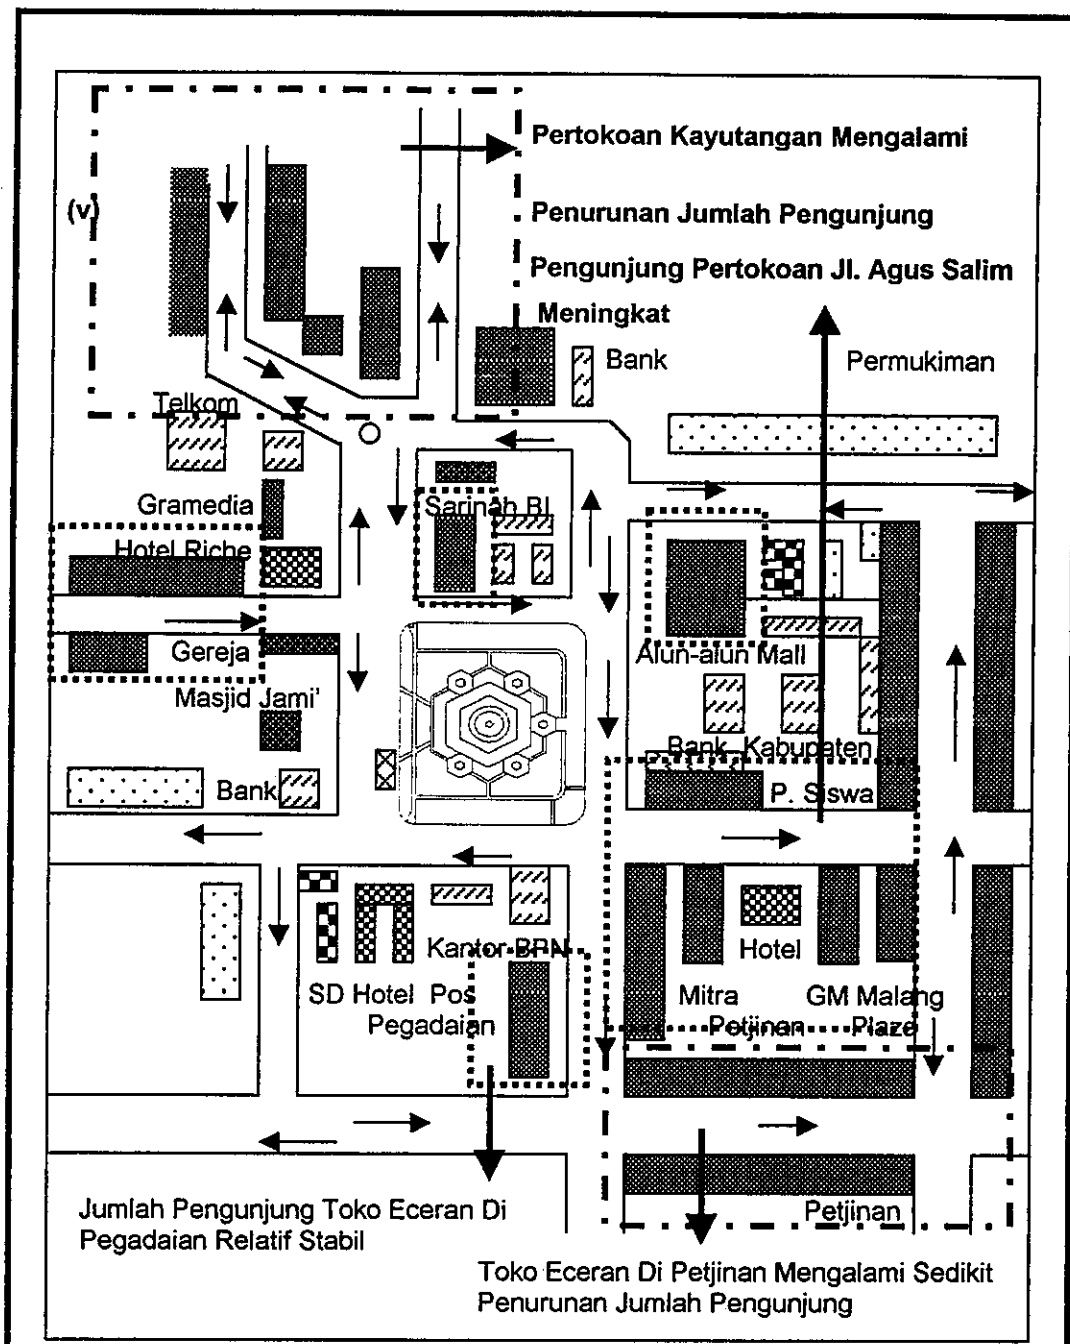 Pertokoan Kayutangan Mengalami
(v)
Penurunan Jumlah Pengunjung
Pengunjung Pertokoan Jl. Agus Salim
Meningkat
Bank
Permukiman
Telkom
Gramedia
Sarinah BI
Hotel Riche
Gereja
Alun-alun Mall
Masjid Jami'
Bank Kabupaten
Bank
P. Siswa
Kantor BPN
Hotel
SD Hotel Pos
Mitra
GM Malang
Pegadaian
Petjinan
Plaza
Petjinan
Jumlah Pengunjung Toko Eceran Di
Pegadaian Relatif Stabil
Toko Eceran Di Petjinan Mengalami Sedikit
Penurunan Jumlah Pengunjung